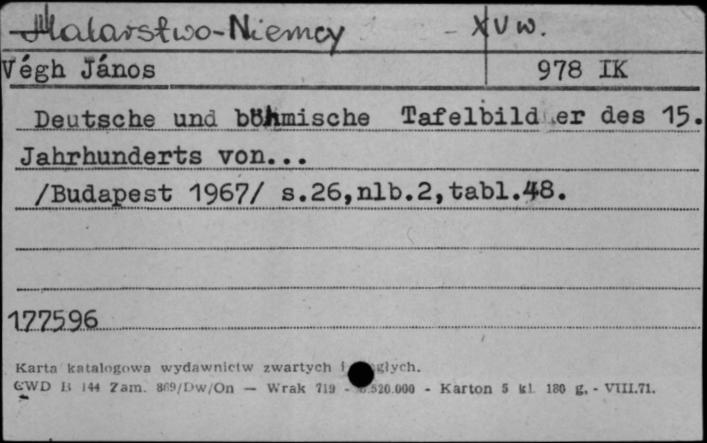 Malarstwo-Niemcy - XV w.
Végh János 978 IK
Deutsche und böhmische Tafelbilder des 15.
Jahrhunderts von...
/Budapest 1967/ s.26,nlb.2,tabl.48.
177596
Karta katalogowa wydawnictw zwartych i
CWD B 144 Zam. 869/Dw/On — Wrak 719 - .520.000 - Karton 5 kl. 180 g. - VIII.71.